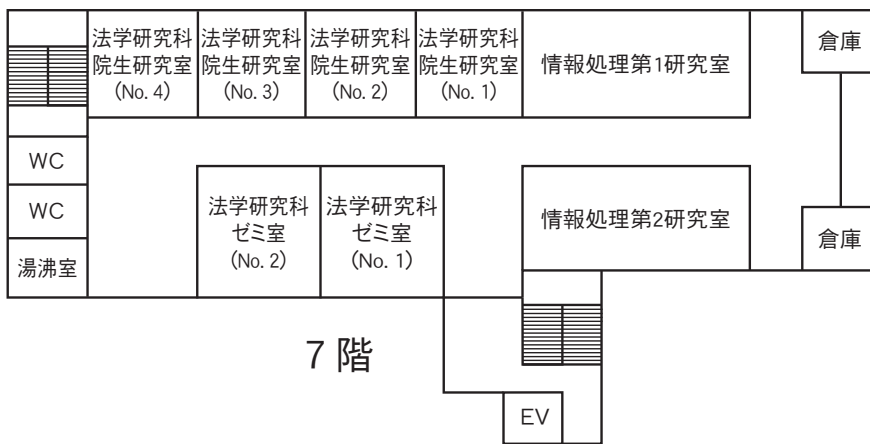 法学研究科
院生研究室
(No. 4)
法学研究科
院生研究室
(No. 3)
法学研究科
院生研究室
(No. 2)
法学研究科
院生研究室
(No. 1)
情報処理第1研究室
倉庫
WC
WC
湯沸室
法学研究科
ゼミ室
(No. 2)
法学研究科
ゼミ室
(No. 1)
情報処理第2研究室
倉庫
7 階
EV